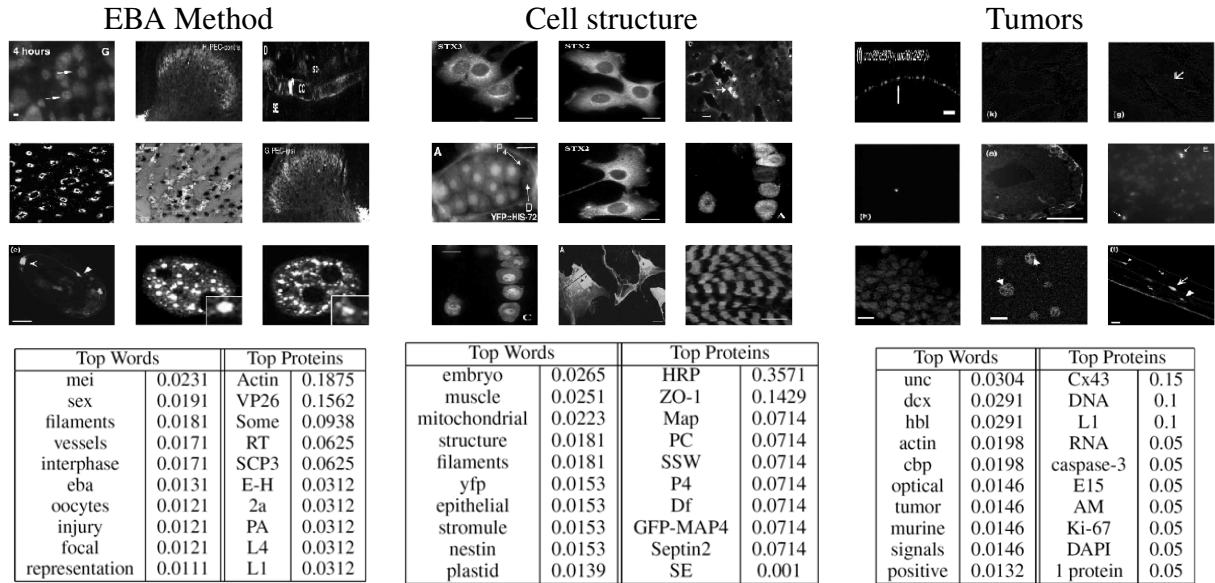 EBA Method
Cell structure
Tumors
4 hours G
H. PEC-contra
D
CC
STX3
STX2
(k)
(g)
G. PEC-ipsi
A
P4
D
YFP::HIS-72
STX2
A
(h)
E
(e)
C
A
(f)
Top Words Top Proteins
mei 0.0231 Actin 0.1875
sex 0.0191 VP26 0.1562
filaments 0.0181 Some 0.0938
vessels 0.0171 RT 0.0625
interphase 0.0171 SCP3 0.0625
eba 0.0131 E-H 0.0312
oocytes 0.0121 2a 0.0312
injury 0.0121 PA 0.0312
focal 0.0121 L4 0.0312
representation 0.0111 L1 0.0312
Top Words Top Proteins
embryo 0.0265 HRP 0.3571
muscle 0.0251 ZO-1 0.1429
mitochondrial 0.0223 Map 0.0714
structure 0.0181 PC 0.0714
filaments 0.0181 SSW 0.0714
yfp 0.0153 P4 0.0714
epithelial 0.0153 Df 0.0714
stromule 0.0153 GFP-MAP4 0.0714
nestin 0.0153 Septin2 0.0714
plastid 0.0139 SE 0.001
Top Words Top Proteins
unc 0.0304 Cx43 0.15
dcx 0.0291 DNA 0.1
hbl 0.0291 L1 0.1
actin 0.0198 RNA 0.05
cbp 0.0198 caspase-3 0.05
optical 0.0146 E15 0.05
tumor 0.0146 AM 0.05
murine 0.0146 Ki-67 0.05
signals 0.0146 DAPI 0.05
positive 0.0132 1 protein 0.05